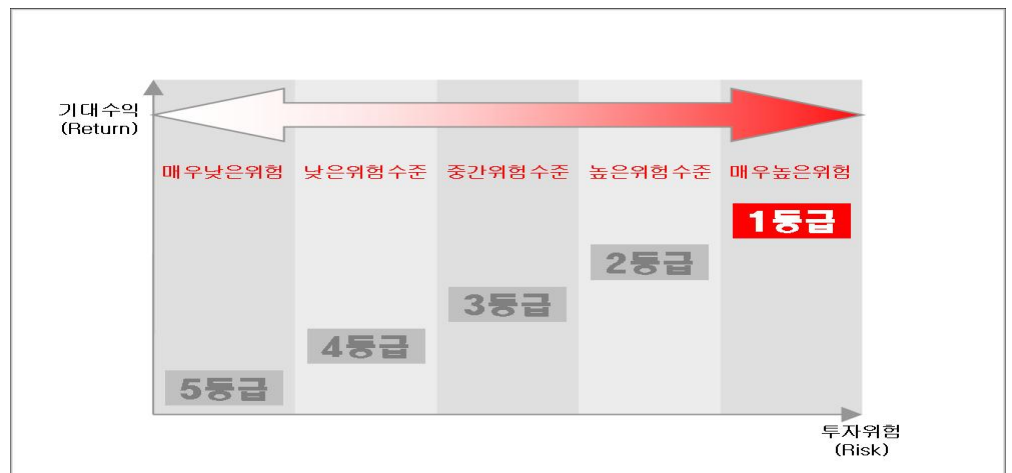 기대수익
(Return)
매우낮은위험 낮은위험수준 중간위험수준 높은위험수준 매우높은위험
1등급
2등급
3등급
4등급
5등급
투자위험
(Risk)